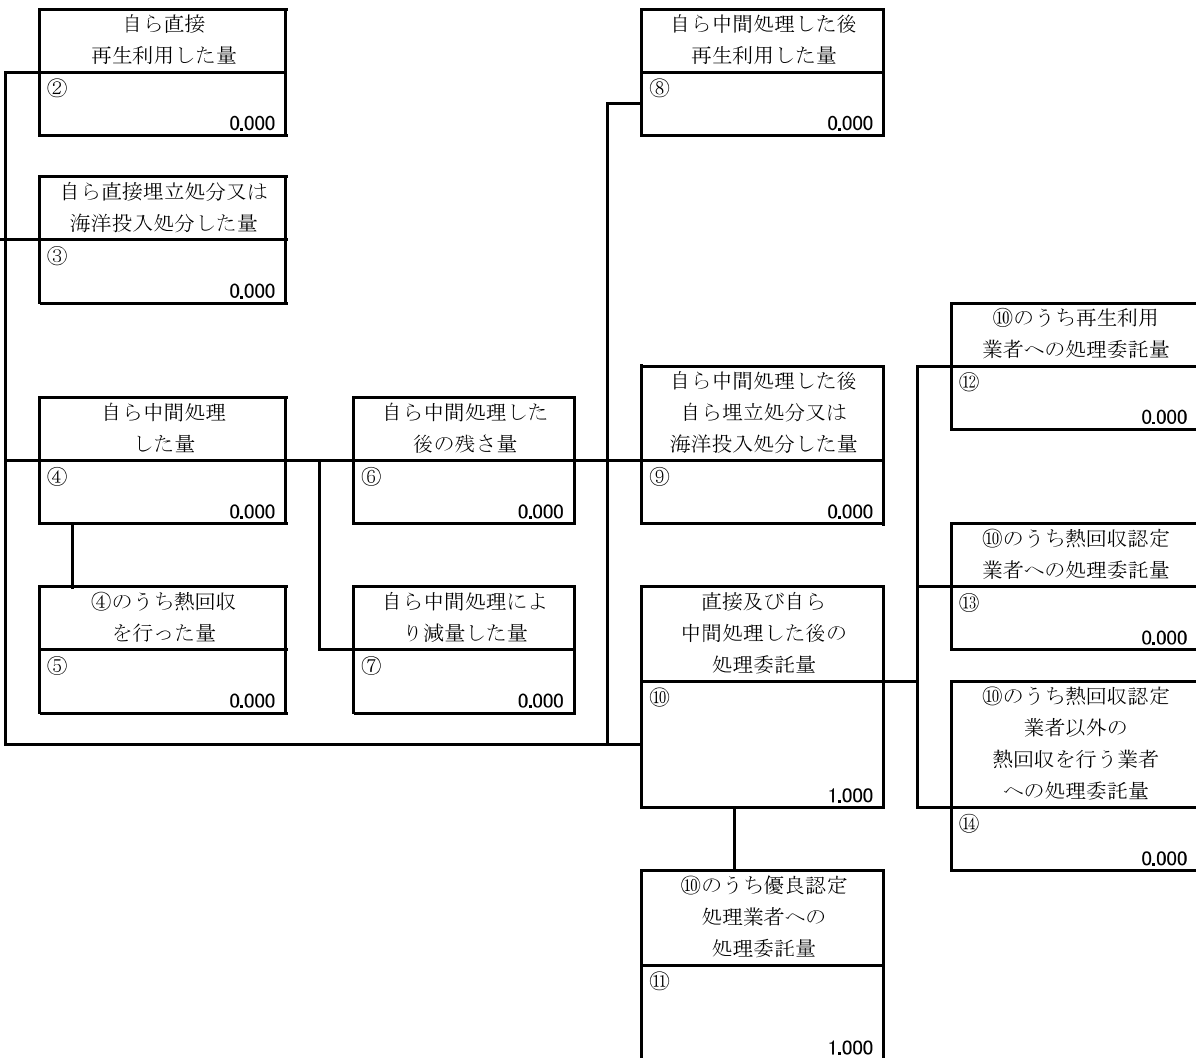 自ら直接
再生利用した量
②
0.000
自ら中間処理した後
再生利用した量
⑧
0.000
自ら直接埋立処分又は
海洋投入処分した量
③
0.000
⑩のうち再生利用
業者への処理委託量
⑫
0.000
自ら中間処理
した量
④
0.000
自ら中間処理した
後の残さ量
⑥
0.000
自ら中間処理した後
自ら埋立処分又は
海洋投入処分した量
⑨
0.000
⑩のうち熱回収認定
業者への処理委託量
⑬
0.000
④のうち熱回収
を行った量
⑤
0.000
自ら中間処理によ
り減量した量
⑦
0.000
直接及び自ら
中間処理した後の
処理委託量
⑩
1.000
⑩のうち熱回収認定
業者以外の
熱回収を行う業者
への処理委託量
⑭
0.000
⑩のうち優良認定
処理業者への
処理委託量
⑪
1.000